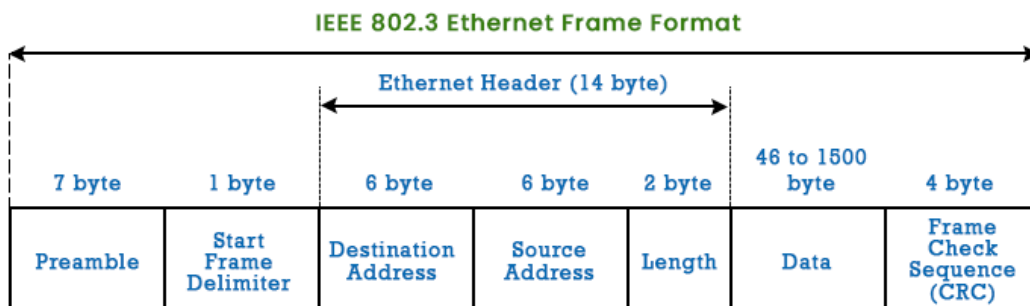 IEEE 802.3 Ethernet Frame Format
Ethernet Header (14 byte)
7 byte
1 byte
6 byte
6 byte
2 byte
46 to 1500
byte
4 byte
Preamble
Start
Frame
Delimiter
Destination
Address
Source
Address
Length
Data
Frame
Check
Sequence
(CRC)